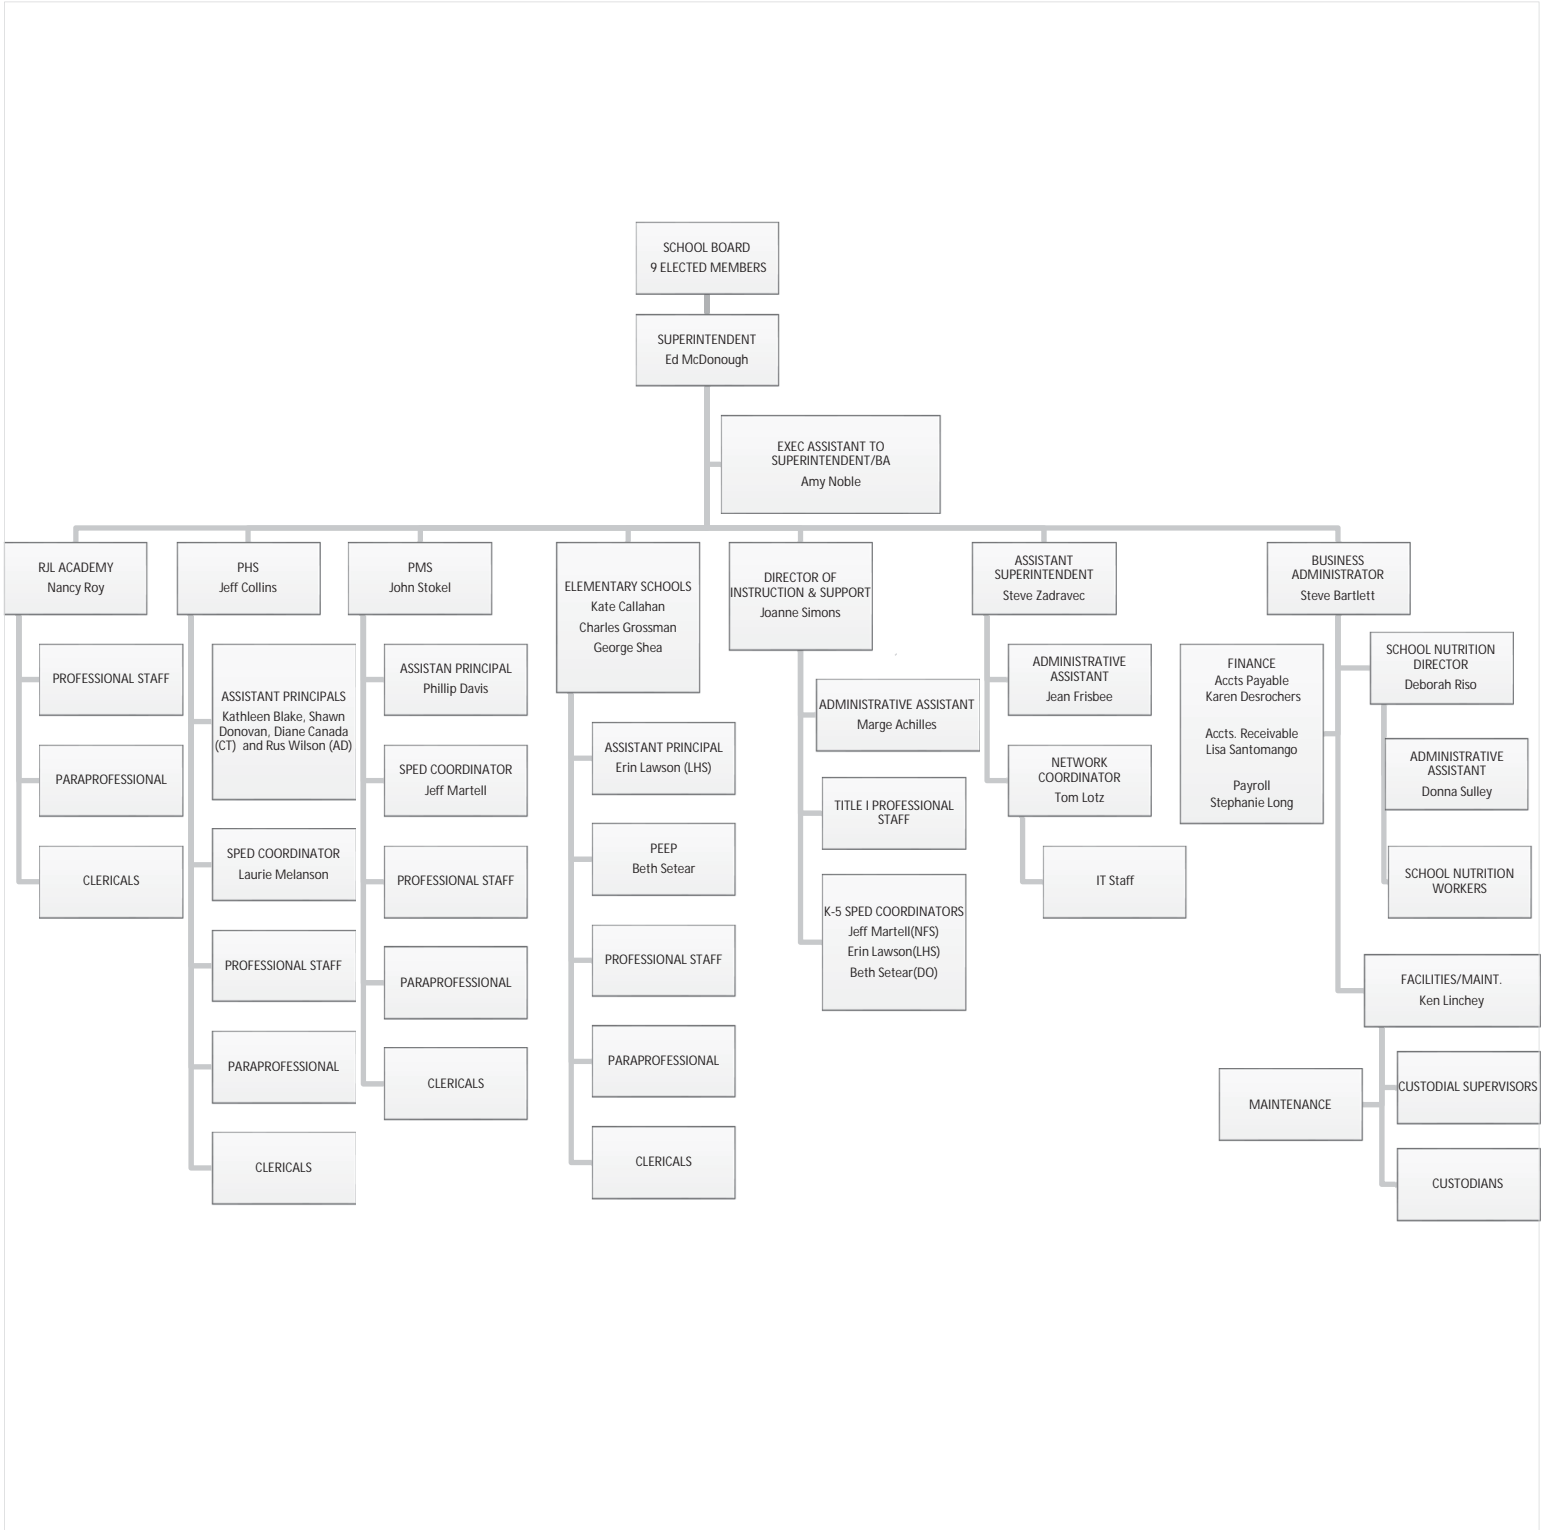 SCHOOL BOARD
9 ELECTED MEMBERS
SUPERINTENDENT
Ed McDonough
EXEC ASSISTANT TO
SUPERINTENDENT/BA
Amy Noble
RJL ACADEMY
Nancy Roy
PROFESSIONAL STAFF
PARAPROFESSIONAL
CLERICALS
PHS
Jeff Collins
ASSISTANT PRINCIPALS
Kathleen Blake, Shawn
Donovan, Diane Canada
(CT) and Rus Wilson (AD)
SPED COORDINATOR
Laurie Melanson
PROFESSIONAL STAFF
PARAPROFESSIONAL
CLERICALS
PMS
John Stokel
ASSISTAN PRINCIPAL
Phillip Davis
SPED COORDINATOR
Jeff Martell
PROFESSIONAL STAFF
PARAPROFESSIONAL
CLERICALS
ELEMENTARY SCHOOLS
Kate Callahan
Charles Grossman
George Shea
ASSISTANT PRINCIPAL
Erin Lawson (LHS)
PEEP
Beth Setear
PROFESSIONAL STAFF
PARAPROFESSIONAL
CLERICALS
DIRECTOR OF
INSTRUCTION & SUPPORT
Joanne Simons
ADMINISTRATIVE ASSISTANT
Marge Achilles
TITLE I PROFESSIONAL
STAFF
K-5 SPED COORDINATORS
Jeff Martell(NFS)
Erin Lawson(LHS)
Beth Setear(DO)
ASSISTANT
SUPERINTENDENT
Steve Zadravec
ADMINISTRATIVE
ASSISTANT
Jean Frisbee
NETWORK
COORDINATOR
Tom Lotz
IT Staff
BUSINESS
ADMINISTRATOR
Steve Bartlett
FINANCE
Accts Payable
Karen Desrochers
Accts. Receivable
Lisa Santomango
Payroll
Stephanie Long
SCHOOL NUTRITION
DIRECTOR
Deborah Riso
ADMINISTRATIVE
ASSISTANT
Donna Sulley
SCHOOL NUTRITION
WORKERS
FACILITIES/MAINT.
Ken Linchey
MAINTENANCE
CUSTODIAL SUPERVISORS
CUSTODIANS